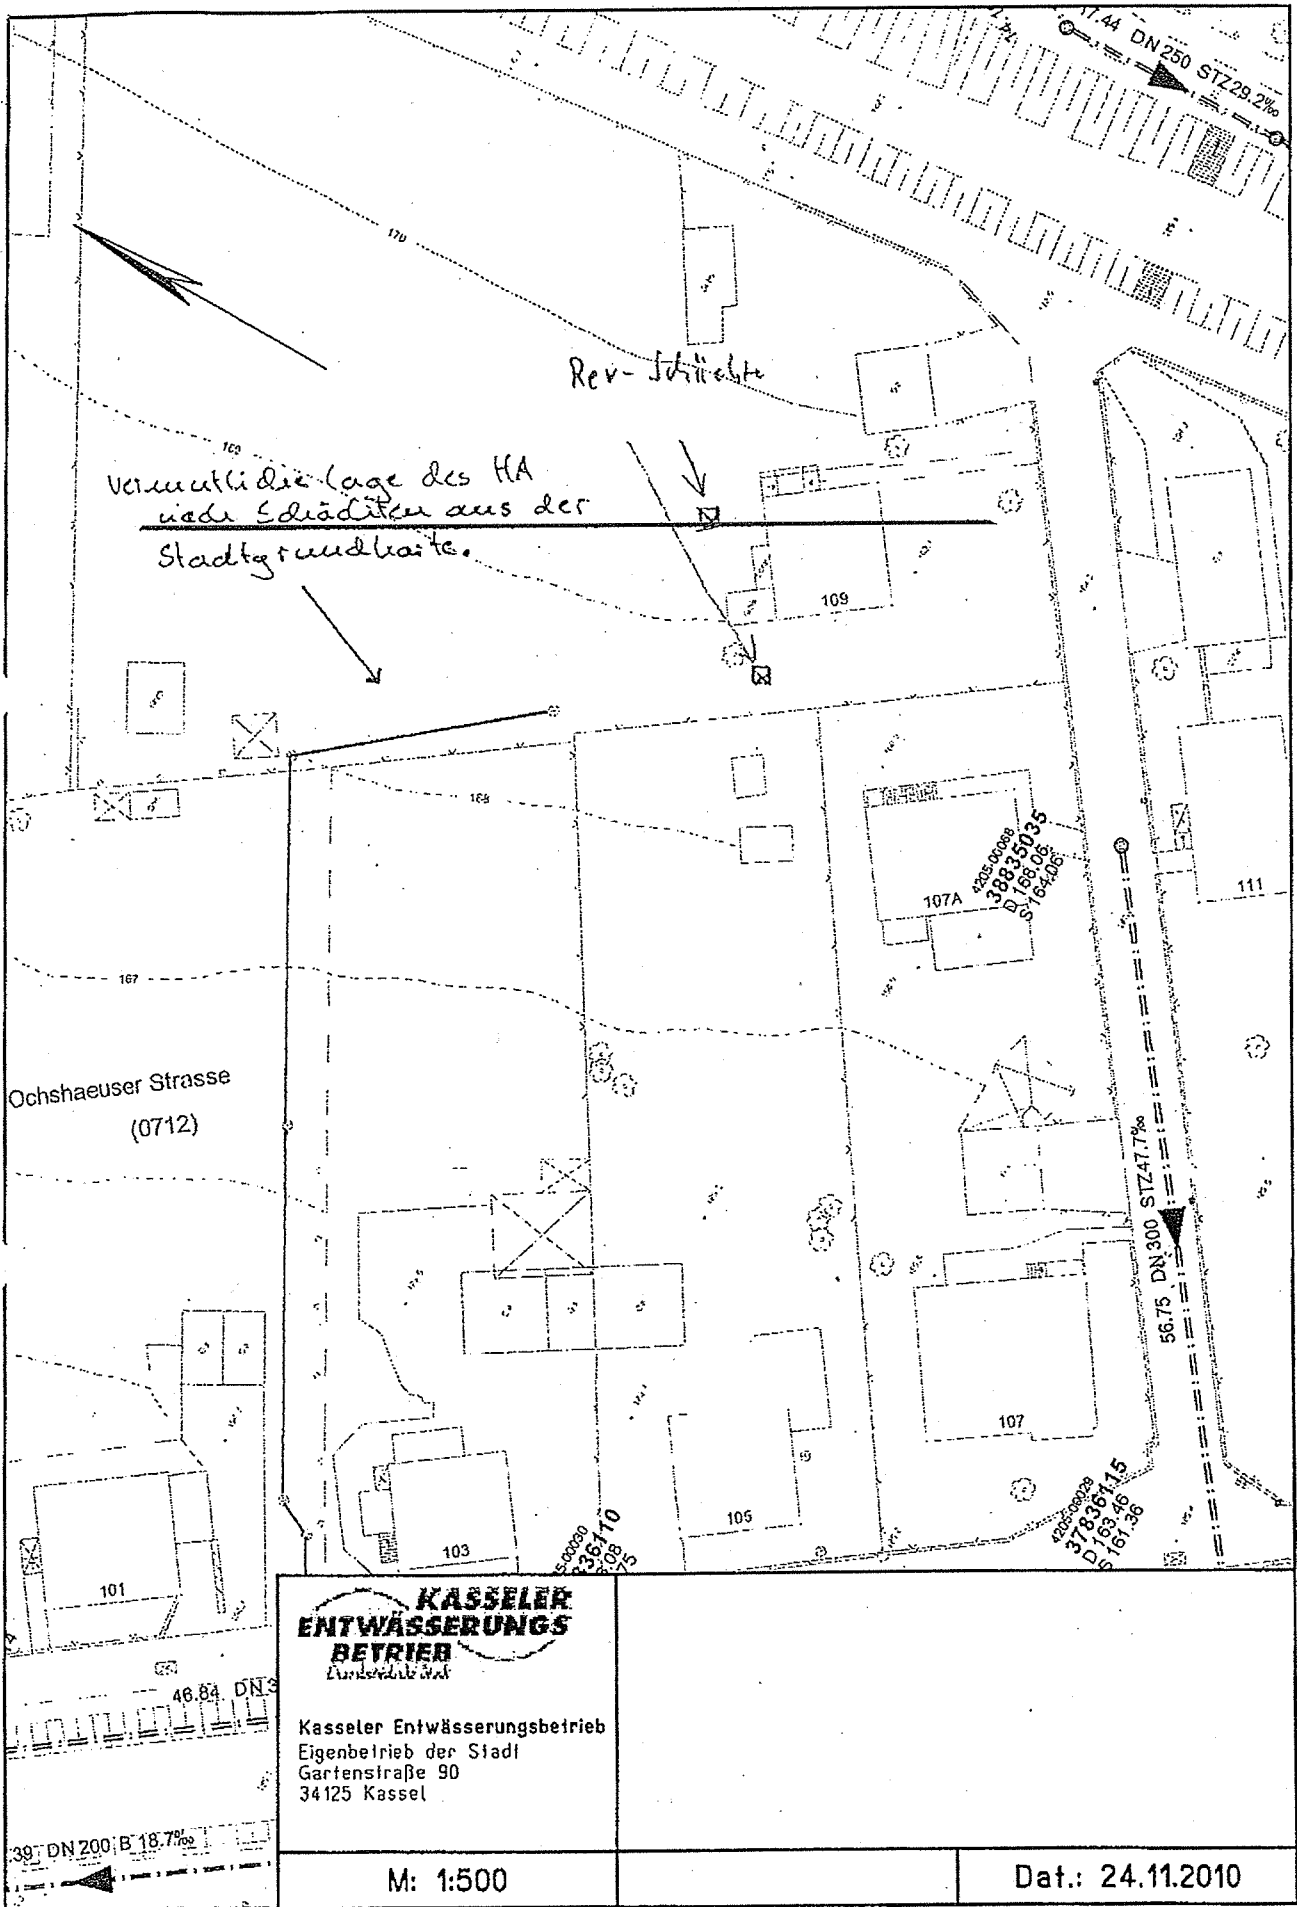 17.44 DN 250 STZ29.2‰
170
Rev-Schächte
169
Vermutliche Lage des HA
nach Schächten aus der
Stadtgrundkarte.
109
168
4205-00068
38835035
D 166.06
S 164.06
107A
111
167
Ochshaeuser Strasse
(0712)
56.75 DN 300 STZ47.7‰
107
4205-00029
37836115
D 163.46
S 161.36
105
103
101
46.84 DN 3
KASSELER
ENTWÄSSERUNGS
BETRIEB
Kasseler Entwässerungsbetrieb
Eigenbetrieb der Stadt
Gartenstraße 90
34125 Kassel
.39 DN 200 B 18.7‰
M: 1:500
Dat.: 24.11.2010